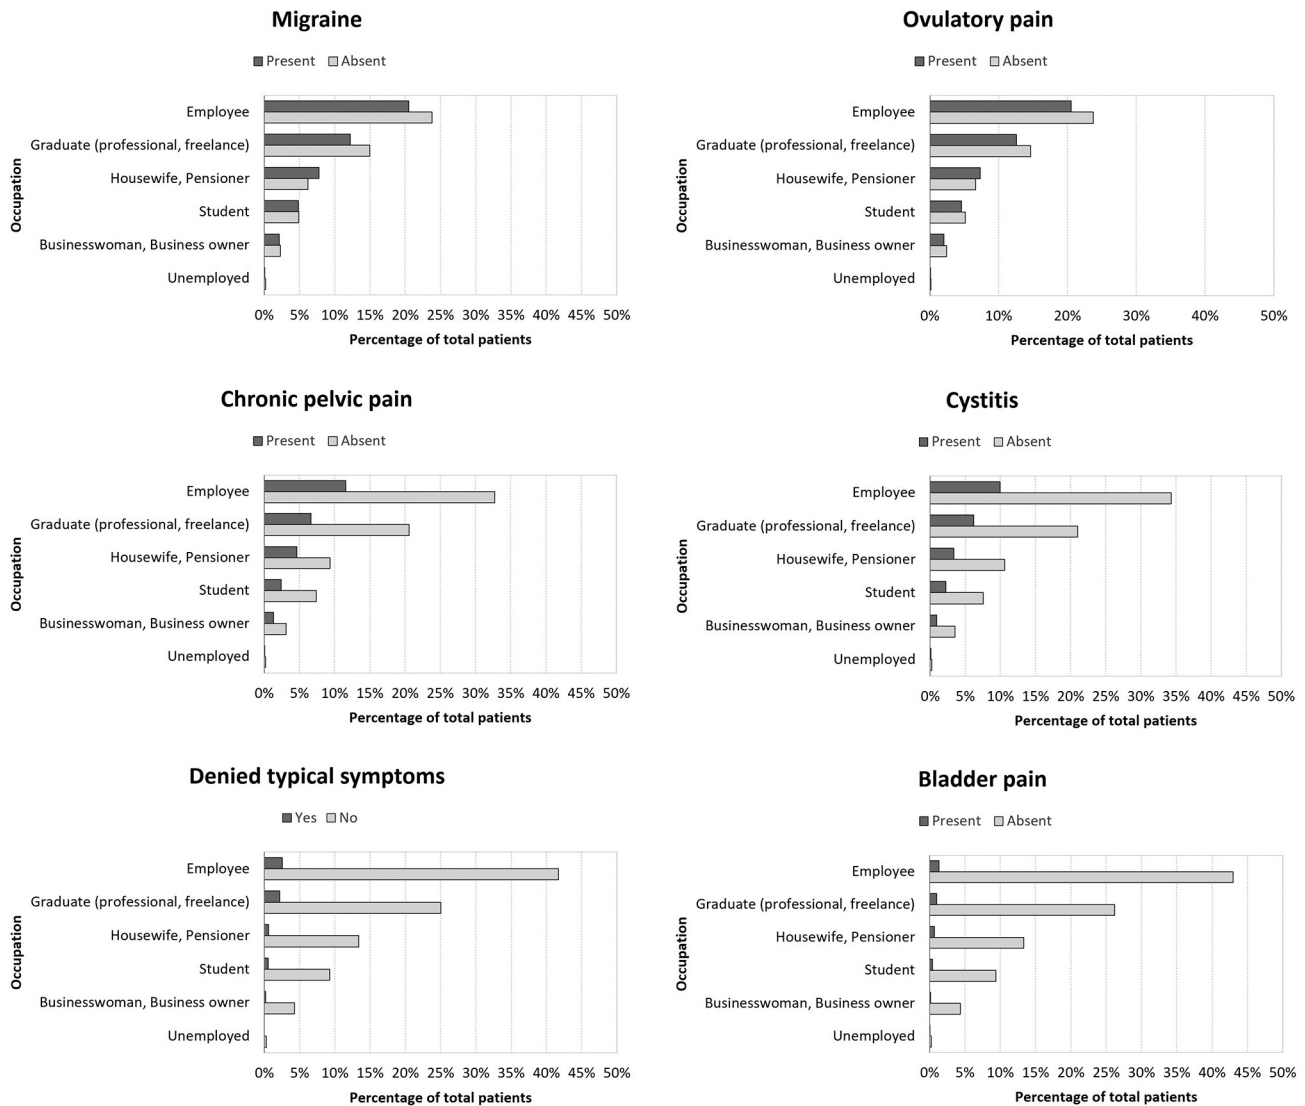 Migraine
Present Absent
Occupation
Employee
Graduate (professional, freelance)
Housewife, Pensioner
Student
Businesswoman, Business owner
Unemployed
0% 5% 10% 15% 20% 25% 30% 35% 40% 45% 50%
Percentage of total patients
Ovulatory pain
Present Absent
Occupation
Employee
Graduate (professional, freelance)
Housewife, Pensioner
Student
Businesswoman, Business owner
Unemployed
0% 10% 20% 30% 40% 50%
Percentage of total patients
Chronic pelvic pain
Present Absent
Occupation
Employee
Graduate (professional, freelance)
Housewife, Pensioner
Student
Businesswoman, Business owner
Unemployed
0% 5% 10% 15% 20% 25% 30% 35% 40% 45% 50%
Percentage of total patients
Cystitis
Present Absent
Occupation
Employee
Graduate (professional, freelance)
Housewife, Pensioner
Student
Businesswoman, Business owner
Unemployed
0% 5% 10% 15% 20% 25% 30% 35% 40% 45% 50%
Percentage of total patients
Denied typical symptoms
Yes No
Occupation
Employee
Graduate (professional, freelance)
Housewife, Pensioner
Student
Businesswoman, Business owner
Unemployed
0% 5% 10% 15% 20% 25% 30% 35% 40% 45% 50%
Percentage of total patients
Bladder pain
Present Absent
Occupation
Employee
Graduate (professional, freelance)
Housewife, Pensioner
Student
Businesswoman, Business owner
Unemployed
0% 5% 10% 15% 20% 25% 30% 35% 40% 45% 50%
Percentage of total patients